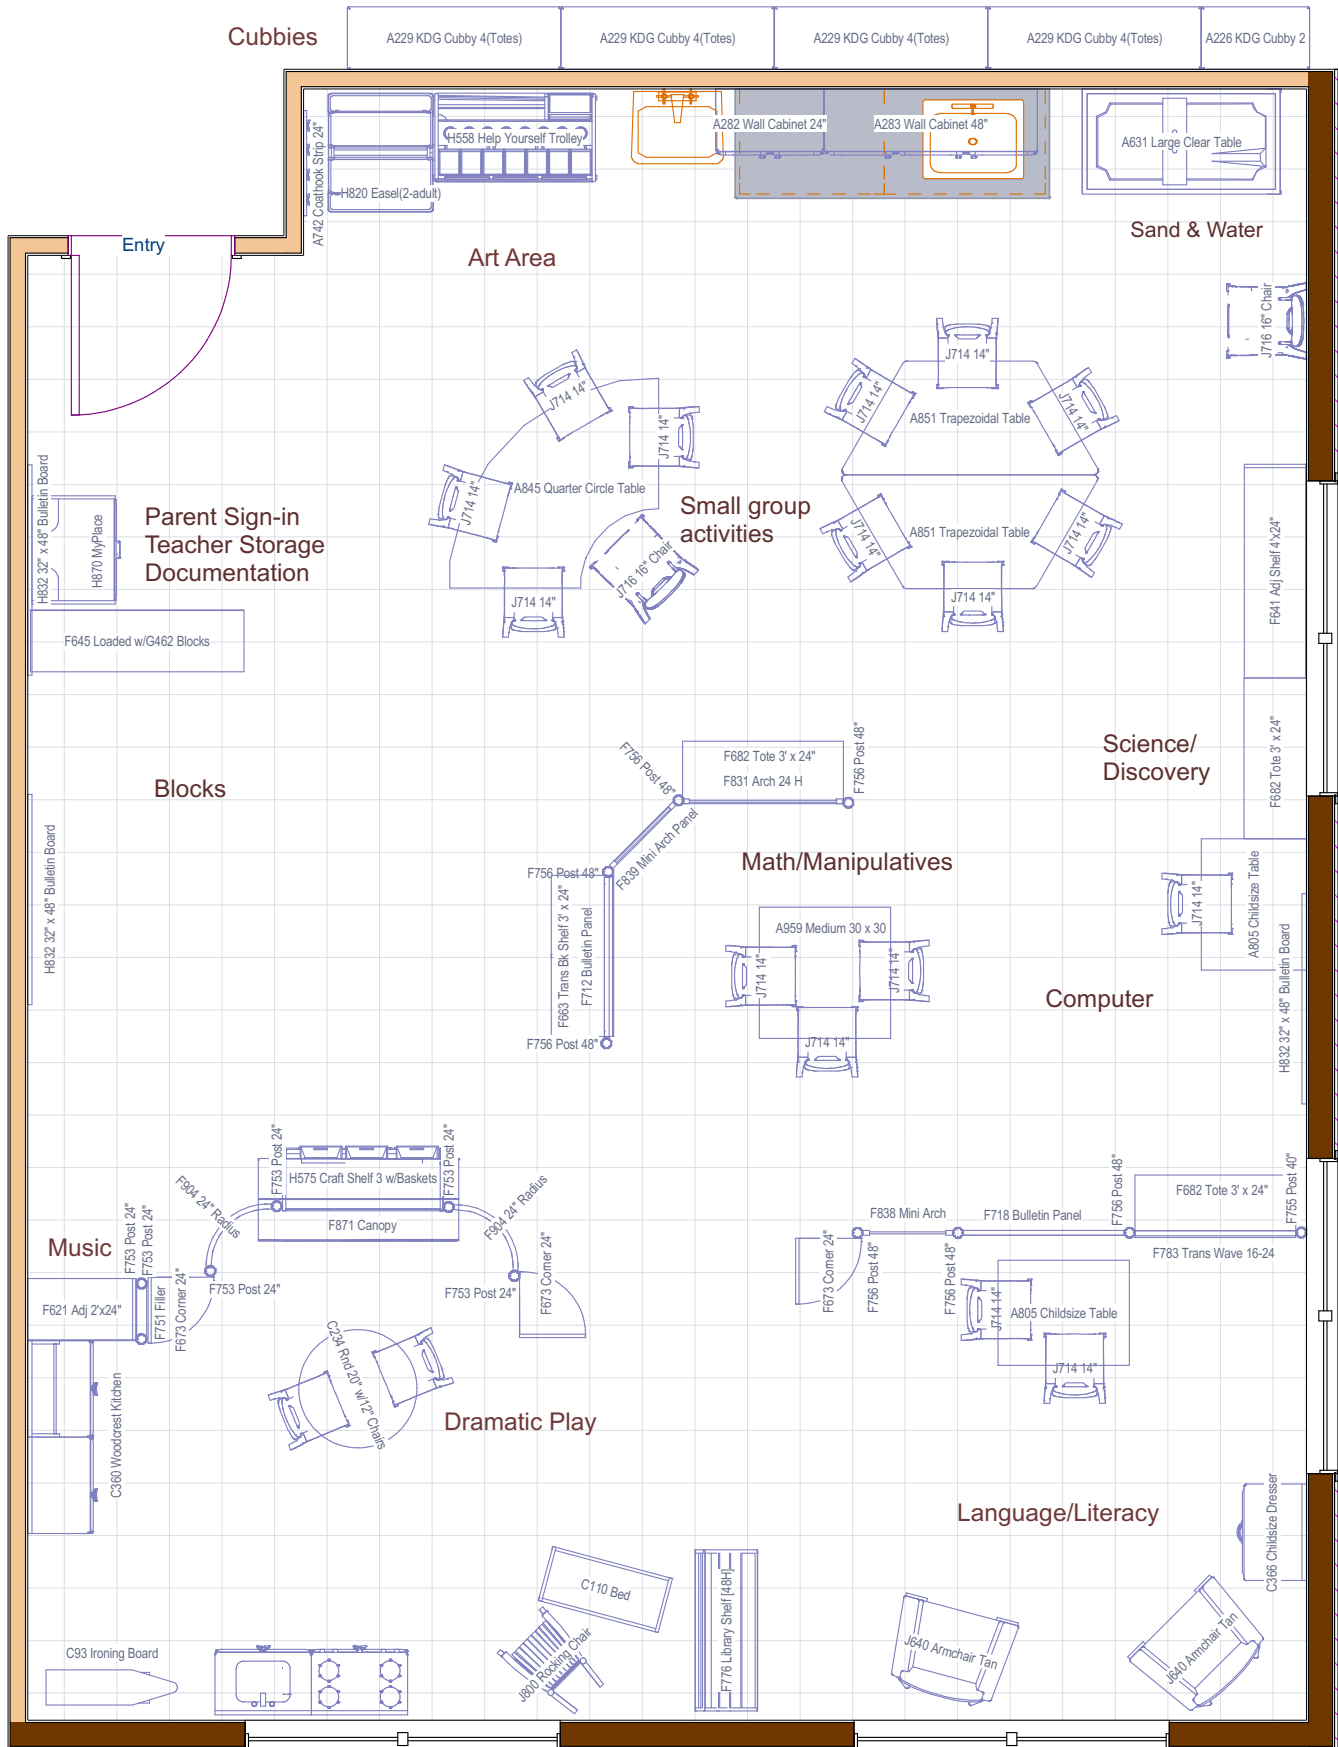 Cubbies
A229 KDG Cubby 4(Totes)
A229 KDG Cubby 4(Totes)
A229 KDG Cubby 4(Totes)
A229 KDG Cubby 4(Totes)
A226 KDG Cubby 2
A742 Coathook Strip 24"
H558 Help Yourself Trolley
H820 Easel(2-adult)
A282 Wall Cabinet 24"
A283 Wall Cabinet 48"
A631 Large Clear Table
Entry
Art Area
Sand & Water
J716 16" Chair
J714 14"
J714 14"
J714 14"
J714 14"
A845 Quarter Circle Table
J716 16" Chair
Small group
activities
J714 14"
J714 14"
J714 14"
A851 Trapezoidal Table
A851 Trapezoidal Table
J714 14"
J714 14"
J714 14"
H832 32" x 48" Bulletin Board
H870 MyPlace
Parent Sign-in
Teacher Storage
Documentation
F645 Loaded w/G462 Blocks
F641 Adj Shelf 4'x24"
F682 Tote 3' x 24"
Science/
Discovery
Blocks
H832 32" x 48" Bulletin Board
F756 Post 48"
F682 Tote 3' x 24"
F831 Arch 24 H
F756 Post 48"
F839 Mini Arch Panel
F756 Post 48"
F663 Trans Bk Shelf 3' x 24"
F712 Bulletin Panel
F756 Post 48"
Math/Manipulatives
A959 Medium 30 x 30
J714 14"
J714 14"
J714 14"
J714 14"
A805 Childsize Table
H832 32" x 48" Bulletin Board
Computer
F753 Post 24"
H575 Craft Shelf 3 w/Baskets
F753 Post 24"
F904 24" Radius
F871 Canopy
F904 24" Radius
Music
F753 Post 24"
F753 Post 24"
F621 Adj 2'x24"
F751 Filler
F673 Corner 24"
F753 Post 24"
F753 Post 24"
F673 Corner 24"
C234 Rnd 20" w/12" Chairs
C360 Woodcrest Kitchen
Dramatic Play
F838 Mini Arch
F718 Bulletin Panel
F756 Post 48"
F682 Tote 3' x 24"
F755 Post 40"
F783 Trans Wave 16-24
F673 Corner 24"
F756 Post 48"
F756 Post 48"
J714 14"
A805 Childsize Table
J714 14"
Language/Literacy
C366 Childsize Dresser
C93 Ironing Board
C110 Bed
J800 Rocking Chair
F776 Library Shelf [48H]
J640 Armchair Tan
J640 Armchair Tan